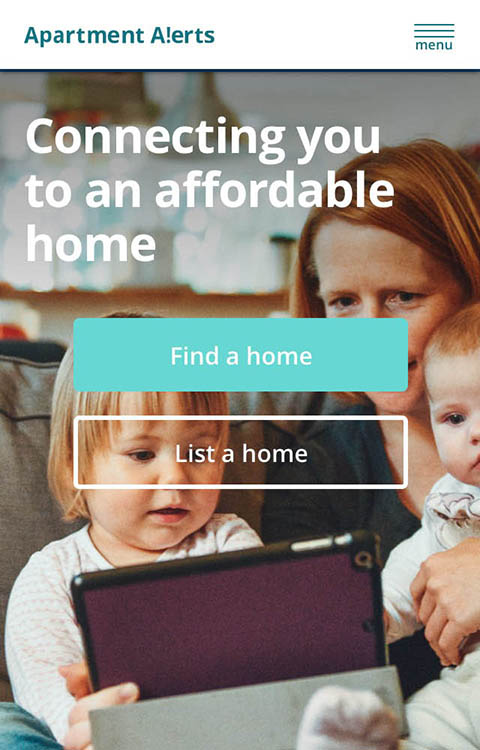 Apartment A!erts
menu
Connecting you
to an affordable
home
Find a home
List a home